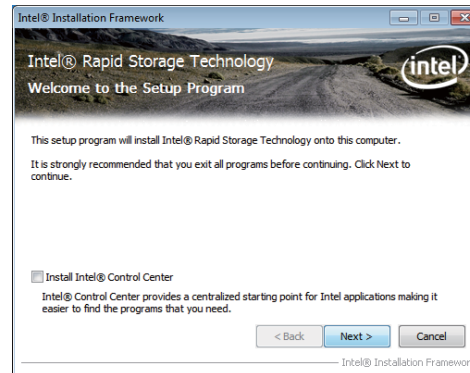 Intel® Installation Framework
Intel® Rapid Storage Technology
Welcome to the Setup Program
intel
This setup program will install Intel® Rapid Storage Technology onto this computer.
It is strongly recommended that you exit all programs before continuing. Click Next to
continue.
Install Intel® Control Center
Intel® Control Center provides a centralized starting point for Intel applications making it
easier to find the programs that you need.
< Back
Next >
Cancel
Intel® Installation Framewor